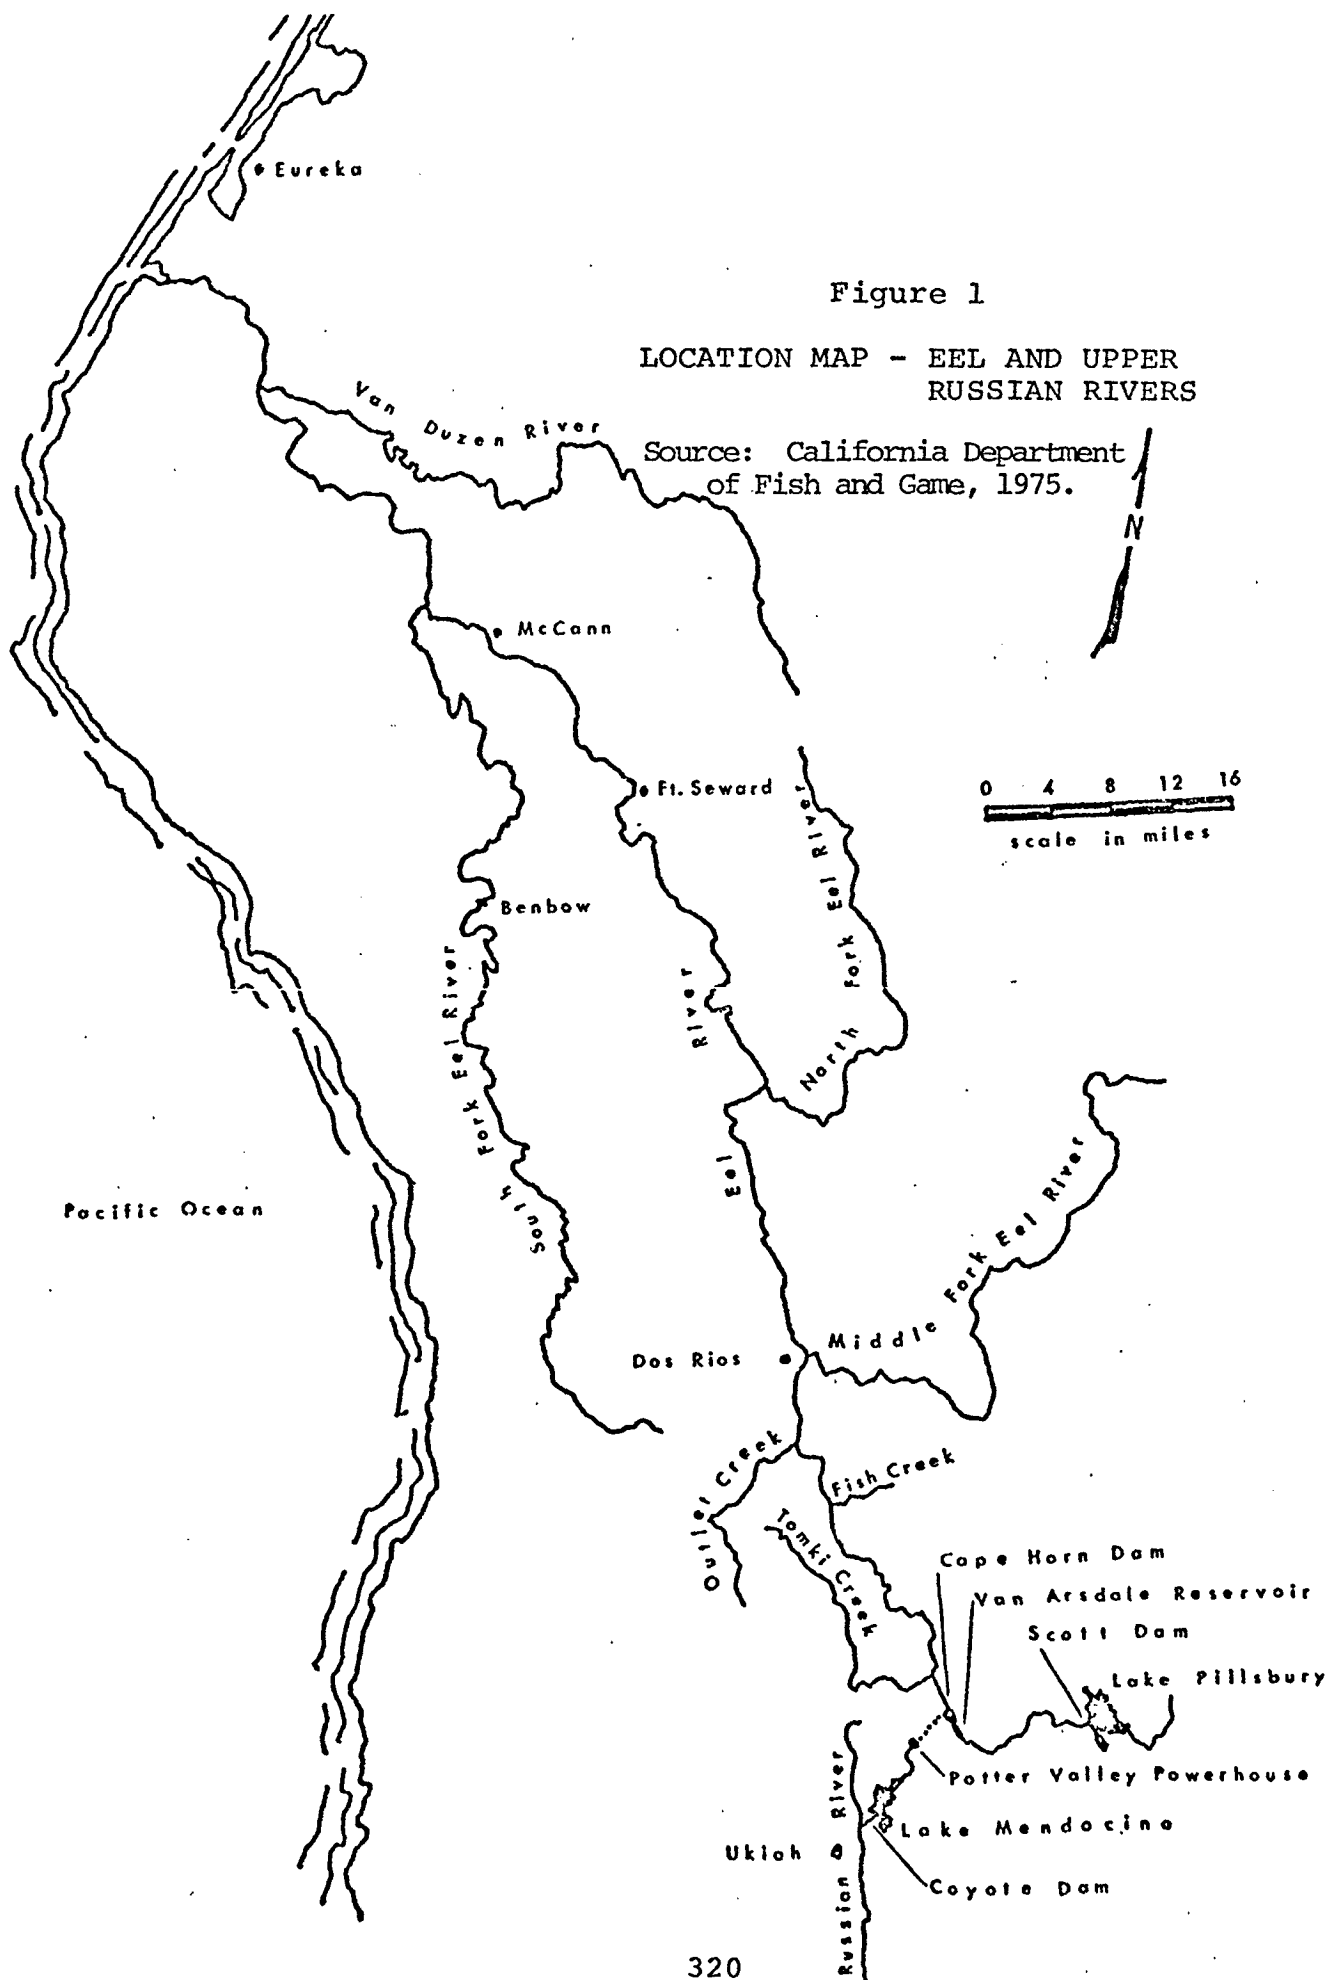 Eureka
Figure 1
LOCATION MAP - EEL AND UPPER
RUSSIAN RIVERS
Source: California Department
of Fish and Game, 1975.
Van Duzen River
N
McCann
0 4 8 12 16
scale in miles
Ft. Seward
North Fork Eel River
Benbow
South Fork Eel River
Eel River
Pacific Ocean
Middle Fork Eel River
Dos Rios
Outlet Creek
Fish Creek
Tomki Creek
Cape Horn Dam
Van Arsdale Reservoir
Scott Dam
Lake Pillsbury
Potter Valley Powerhouse
Lake Mendocino
Ukiah
Russian River
Coyote Dam
320